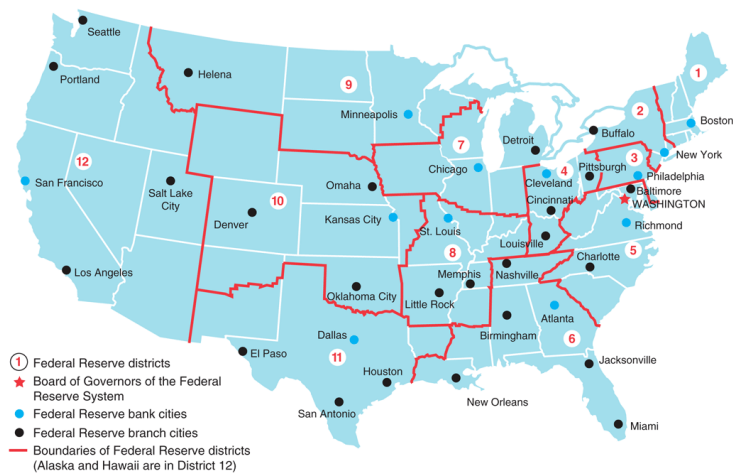 Seattle
Portland
Helena
9
1
2
Minneapolis
Boston
7
Buffalo
Detroit
3
New York
12
Chicago
4
Pittsburgh
Cleveland
Philadelphia
San Francisco
Salt Lake
City
Omaha
Baltimore
10
Cincinnati
WASHINGTON
Denver
Kansas City
St. Louis
Richmond
Louisville
8
5
Los Angeles
Memphis
Nashville
Charlotte
Oklahoma City
Little Rock
Atlanta
Dallas
Birmingham
6
El Paso
11
Jacksonville
Houston
San Antonio
New Orleans
Miami
1 Federal Reserve districts
Board of Governors of the Federal
Reserve System
Federal Reserve bank cities
Federal Reserve branch cities
Boundaries of Federal Reserve districts
(Alaska and Hawaii are in District 12)